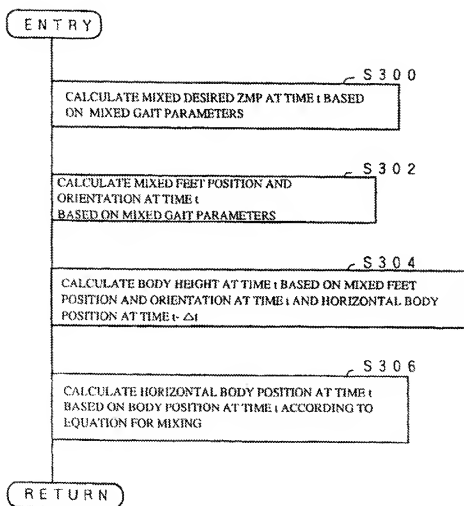 ENTRY
S300
CALCULATE MIXED DESIRED ZMP AT TIME t BASED
ON MIXED GAIT PARAMETERS
S302
CALCULATE MIXED FEET POSITION AND
ORIENTATION AT TIME t
BASED ON MIXED GAIT PARAMETERS
S304
CALCULATE BODY HEIGHT AT TIME t BASED ON MIXED FEET
POSITION AND ORIENTATION AT TIME t AND HORIZONTAL BODY
POSITION AT TIME t- Δt
S306
CALCULATE HORIZONTAL BODY POSITION AT TIME t
BASED ON BODY POSITION AT TIME t ACCORDING TO
EQUATION FOR MIXING
RETURN